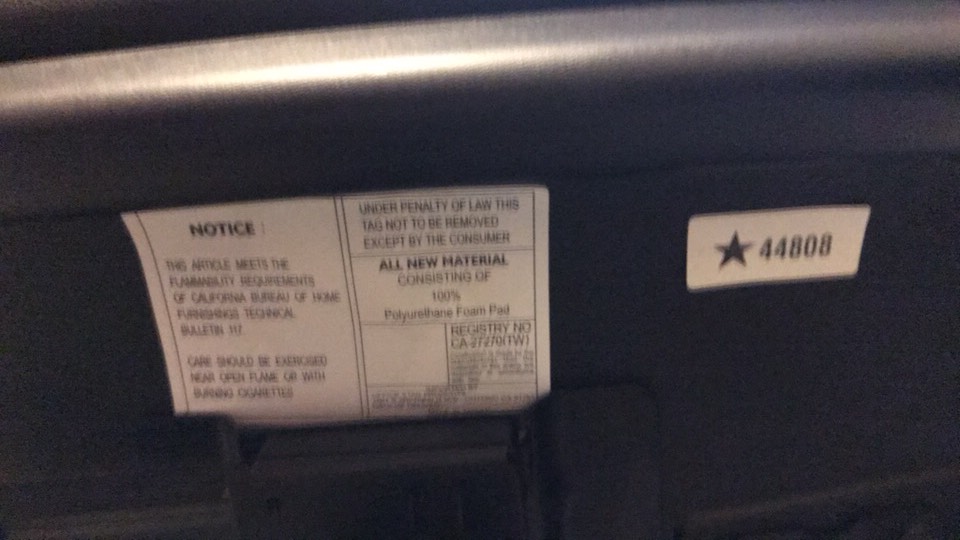 NOTICE :
THIS ARTICLE MEETS THE
FLAMMABILITY REQUIREMENTS
OF CALIFORNIA BUREAU OF HOME
FURNISHINGS TECHNICAL
BULLETIN 117
CARE SHOULD BE EXERCISED
NEAR OPEN FLAME OR WITH
BURNING CIGARETTES
UNDER PENALTY OF LAW THIS
TAG NOT TO BE REMOVED
EXCEPT BY THE CONSUMER
ALL NEW MATERIAL
CONSISTING OF
100%
Polyurethane Foam Pad
REGISTRY NO
CA-27270(TW)
★ 44808